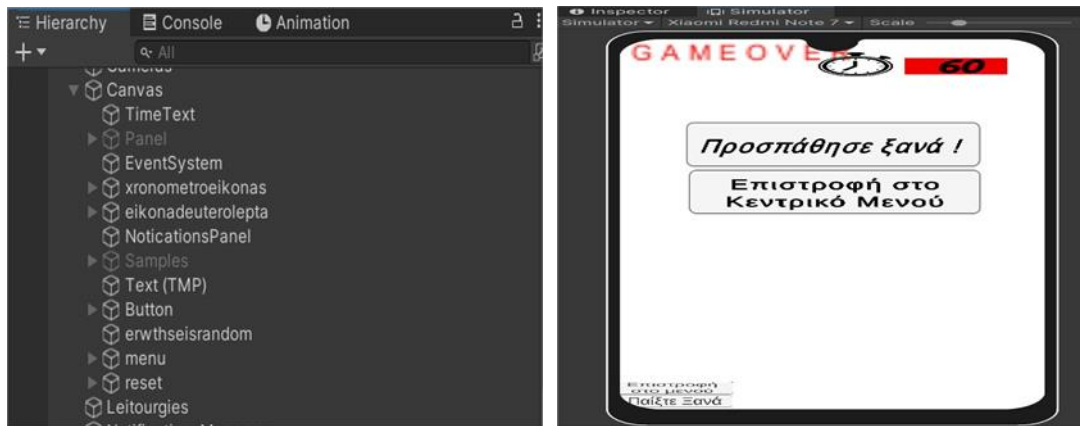 Hierarchy
Console
Animation
All
Cameras
Canvas
TimeText
Panel
EventSystem
xronometroeikonas
eikonadeuterolepta
NoticationsPanel
Samples
Text (TMP)
Button
erwthseisrandom
menu
reset
Leitourgies
Inspector
Simulator
Simulator Xiaomi Redmi Note 7 Scale
GAMEOVER
60
Προσπάθησε ξανά !
Επιστροφή στο
Κεντρικό Μενού
Επιστροφή
στο μενού
Παίξτε Ξανά